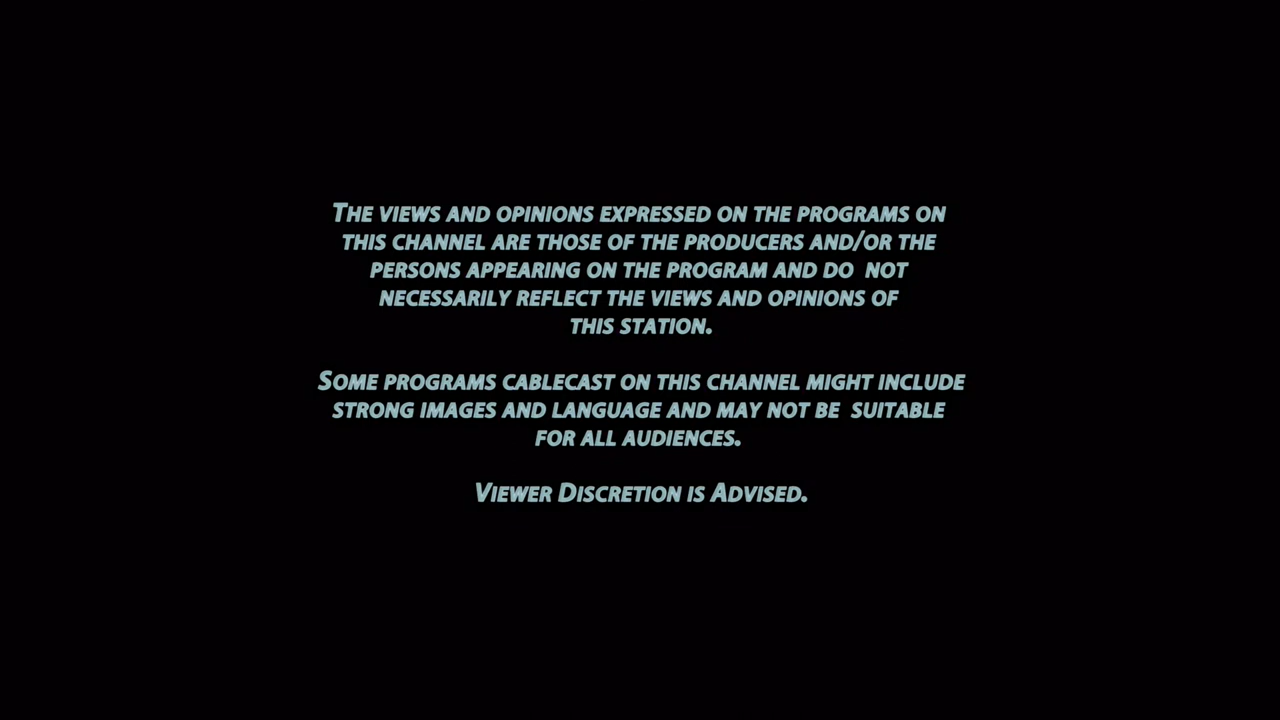 The views and opinions expressed on the programs on
this channel are those of the producers and/or the
persons appearing on the program and do  not
necessarily reflect the views and opinions of
this station.
Some programs cablecast on this channel might include
strong images and language and may not be  suitable
for all audiences.
Viewer Discretion is Advised.